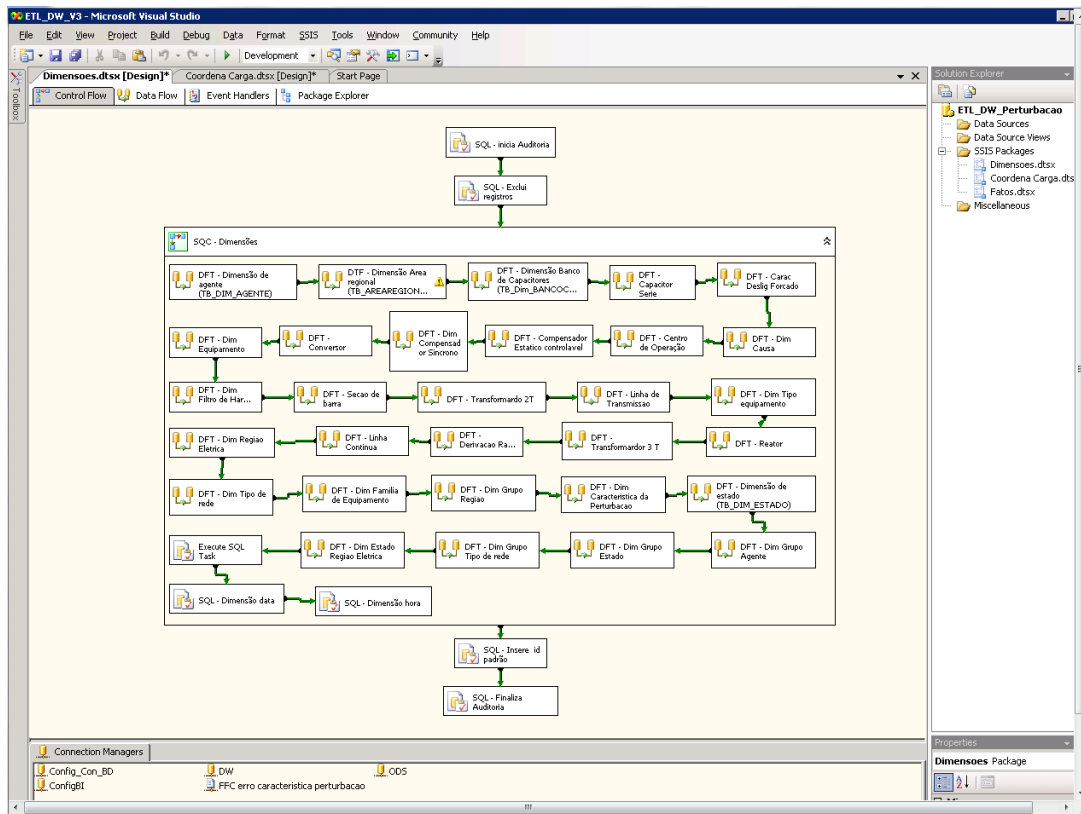 ETL_DW_V3 - Microsoft Visual Studio
File Edit View Project Build Debug Data Format SSIS Tools Window Community Help
Development
Dimensoes.dtsx [Design]* Coordena Carga.dtsx [Design]* Start Page
Toolbox
Control Flow Data Flow Event Handlers Package Explorer
SQL - inicia Auditoria
SQL - Exclui
registros
SQC - Dimensões
DFT - Dimensão de
agente
(TB_DIM_AGENTE)
DTF - Dimensão Area
regional
(TB_AREAREGION...
DFT - Dimensão Banco
de Capacitores
(TB_Dim_BANCOC...
DFT -
Capacitor
Serie
DFT - Carac
Deslig Forcado
DFT - Dim
Equipamento
DFT -
Conversor
DFT - Dim
Compensad
or Sincrono
DFT - Compensador
Estatico controlavel
DFT - Centro
de Operação
DFT - Dim
Causa
DFT - Dim
Filtro de Har...
DFT - Secao de
barra
DFT - Transformardo 2T
DFT - Linha de
Transmissao
DFT - Dim Tipo
equipamento
DFT - Dim Regiao
Eletrica
DFT - Linha
Continua
DFT -
Derivacao Ra...
DFT -
Transformardor 3 T
DFT - Reator
DFT - Dim Tipo de
rede
DFT - Dim Familia
de Equipamento
DFT - Dim Grupo
Regiao
DFT - Dim
Caracteristica da
Perturbacao
DFT - Dimensão de
estado
(TB_DIM_ESTADO)
Execute SQL
Task
DFT - Dim Estado
Regiao Eletrica
DFT - Dim Grupo
Tipo de rede
DFT - Dim Grupo
Estado
DFT - Dim Grupo
Agente
SQL - Dimensão data
SQL - Dimensão hora
SQL - Insere id
padrão
SQL - Finaliza
Auditoria
Connection Managers
Config_Con_BD DW ODS
ConfigBI FFC erro caracteristica perturbacao
Solution Explorer
ETL_DW_Perturbacao
Data Sources
Data Source Views
SSIS Packages
Dimensoes.dtsx
Coordena Carga.dts
Fatos.dtsx
Miscellaneous
Properties
Dimensoes Package